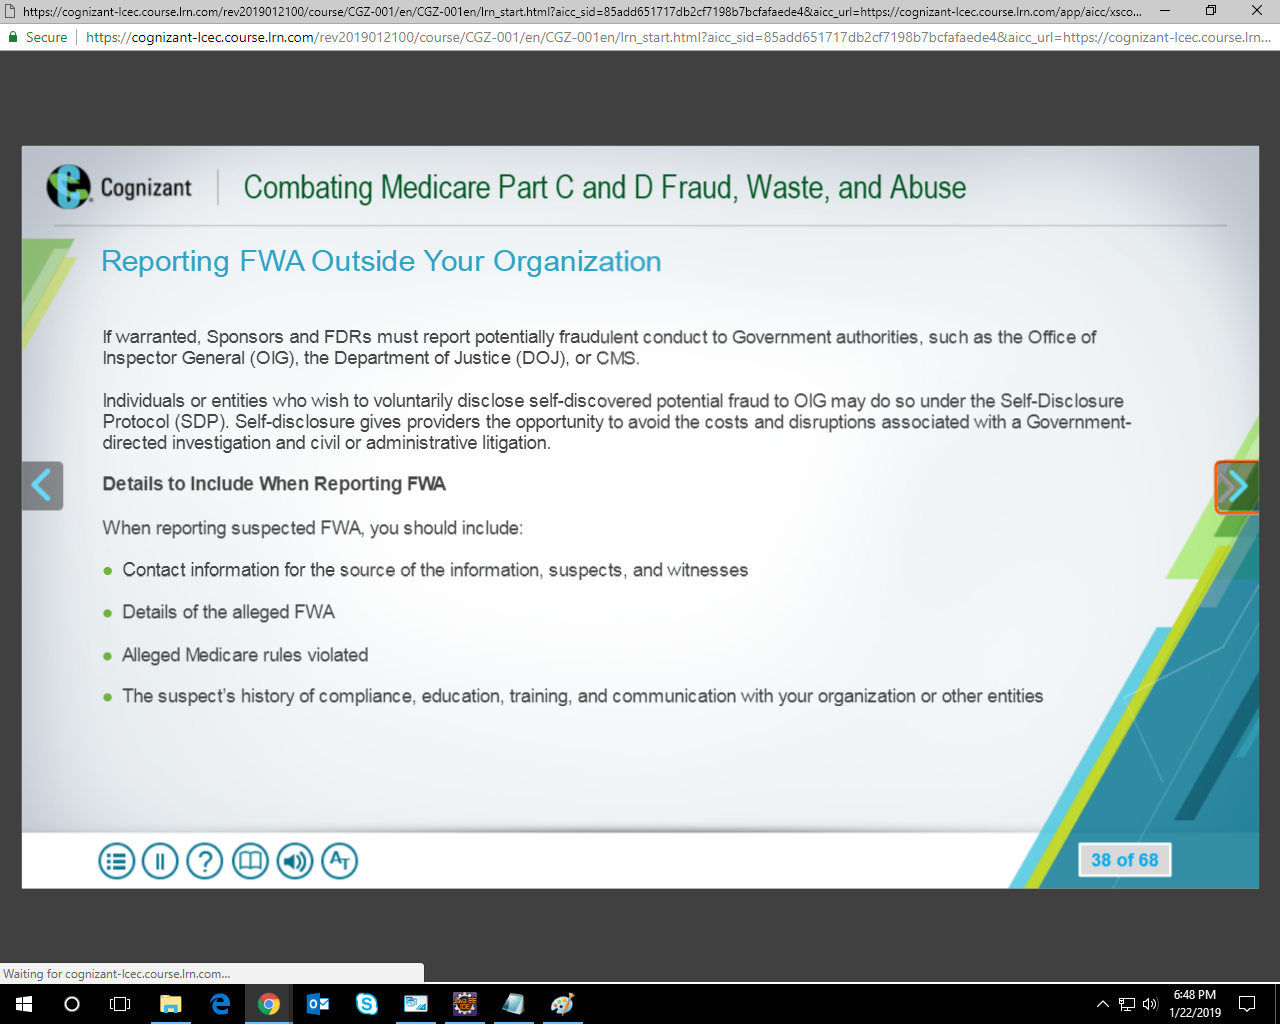 https://cognizant-lcec.course.lrn.com/rev2019012100/course/CGZ-001/en/CGZ-001en/lrn_start.html?aicc_sid=85add651717db2cf7198b7bcfafaede4&aicc_url=https://cognizant-lcec.course.lrn.com/app/aicc/xsco...
Secure https://cognizant-lcec.course.lrn.com/rev2019012100/course/CGZ-001/en/CGZ-001en/lrn_start.html?aicc_sid=85add651717db2cf7198b7bcfafaede4&aicc_url=https://cognizant-lcec.course.lrn...
Cognizant Combating Medicare Part C and D Fraud, Waste, and Abuse
Reporting FWA Outside Your Organization
If warranted, Sponsors and FDRs must report potentially fraudulent conduct to Government authorities, such as the Office of
Inspector General (OIG), the Department of Justice (DOJ), or CMS.
Individuals or entities who wish to voluntarily disclose self-discovered potential fraud to OIG may do so under the Self-Disclosure
Protocol (SDP). Self-disclosure gives providers the opportunity to avoid the costs and disruptions associated with a Government-
directed investigation and civil or administrative litigation.
Details to Include When Reporting FWA
When reporting suspected FWA, you should include:
• Contact information for the source of the information, suspects, and witnesses
• Details of the alleged FWA
• Alleged Medicare rules violated
• The suspect's history of compliance, education, training, and communication with your organization or other entities
38 of 68
Waiting for cognizant-lcec.course.lrn.com...
6:48 PM
1/22/2019